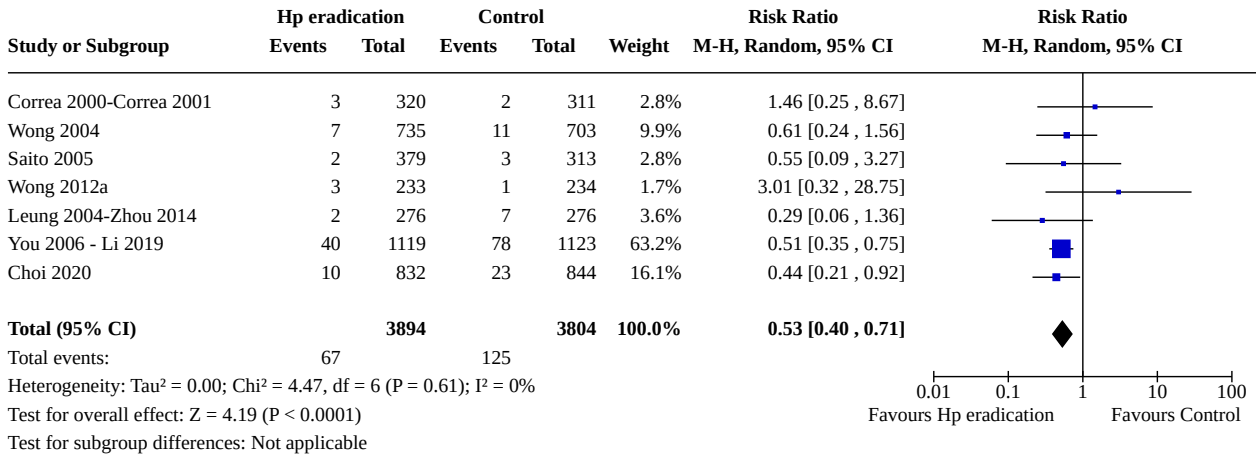 Hp eradication Control Risk Ratio Risk Ratio
Study or Subgroup Events Total Events Total Weight M-H, Random, 95% CI M-H, Random, 95% CI
Correa 2000-Correa 2001 3 320 2 311 2.8% 1.46 [0.25 , 8.67]
Wong 2004 7 735 11 703 9.9% 0.61 [0.24 , 1.56]
Saito 2005 2 379 3 313 2.8% 0.55 [0.09 , 3.27]
Wong 2012a 3 233 1 234 1.7% 3.01 [0.32 , 28.75]
Leung 2004-Zhou 2014 2 276 7 276 3.6% 0.29 [0.06 , 1.36]
You 2006 - Li 2019 40 1119 78 1123 63.2% 0.51 [0.35 , 0.75]
Choi 2020 10 832 23 844 16.1% 0.44 [0.21 , 0.92]
Total (95% CI) 3894 3804 100.0% 0.53 [0.40 , 0.71]
Total events: 67 125
Heterogeneity: Tau² = 0.00; Chi² = 4.47, df = 6 (P = 0.61); I² = 0%
0.01 0.1 1 10 100
Test for overall effect: Z = 4.19 (P < 0.0001)
Favours Hp eradication Favours Control
Test for subgroup differences: Not applicable